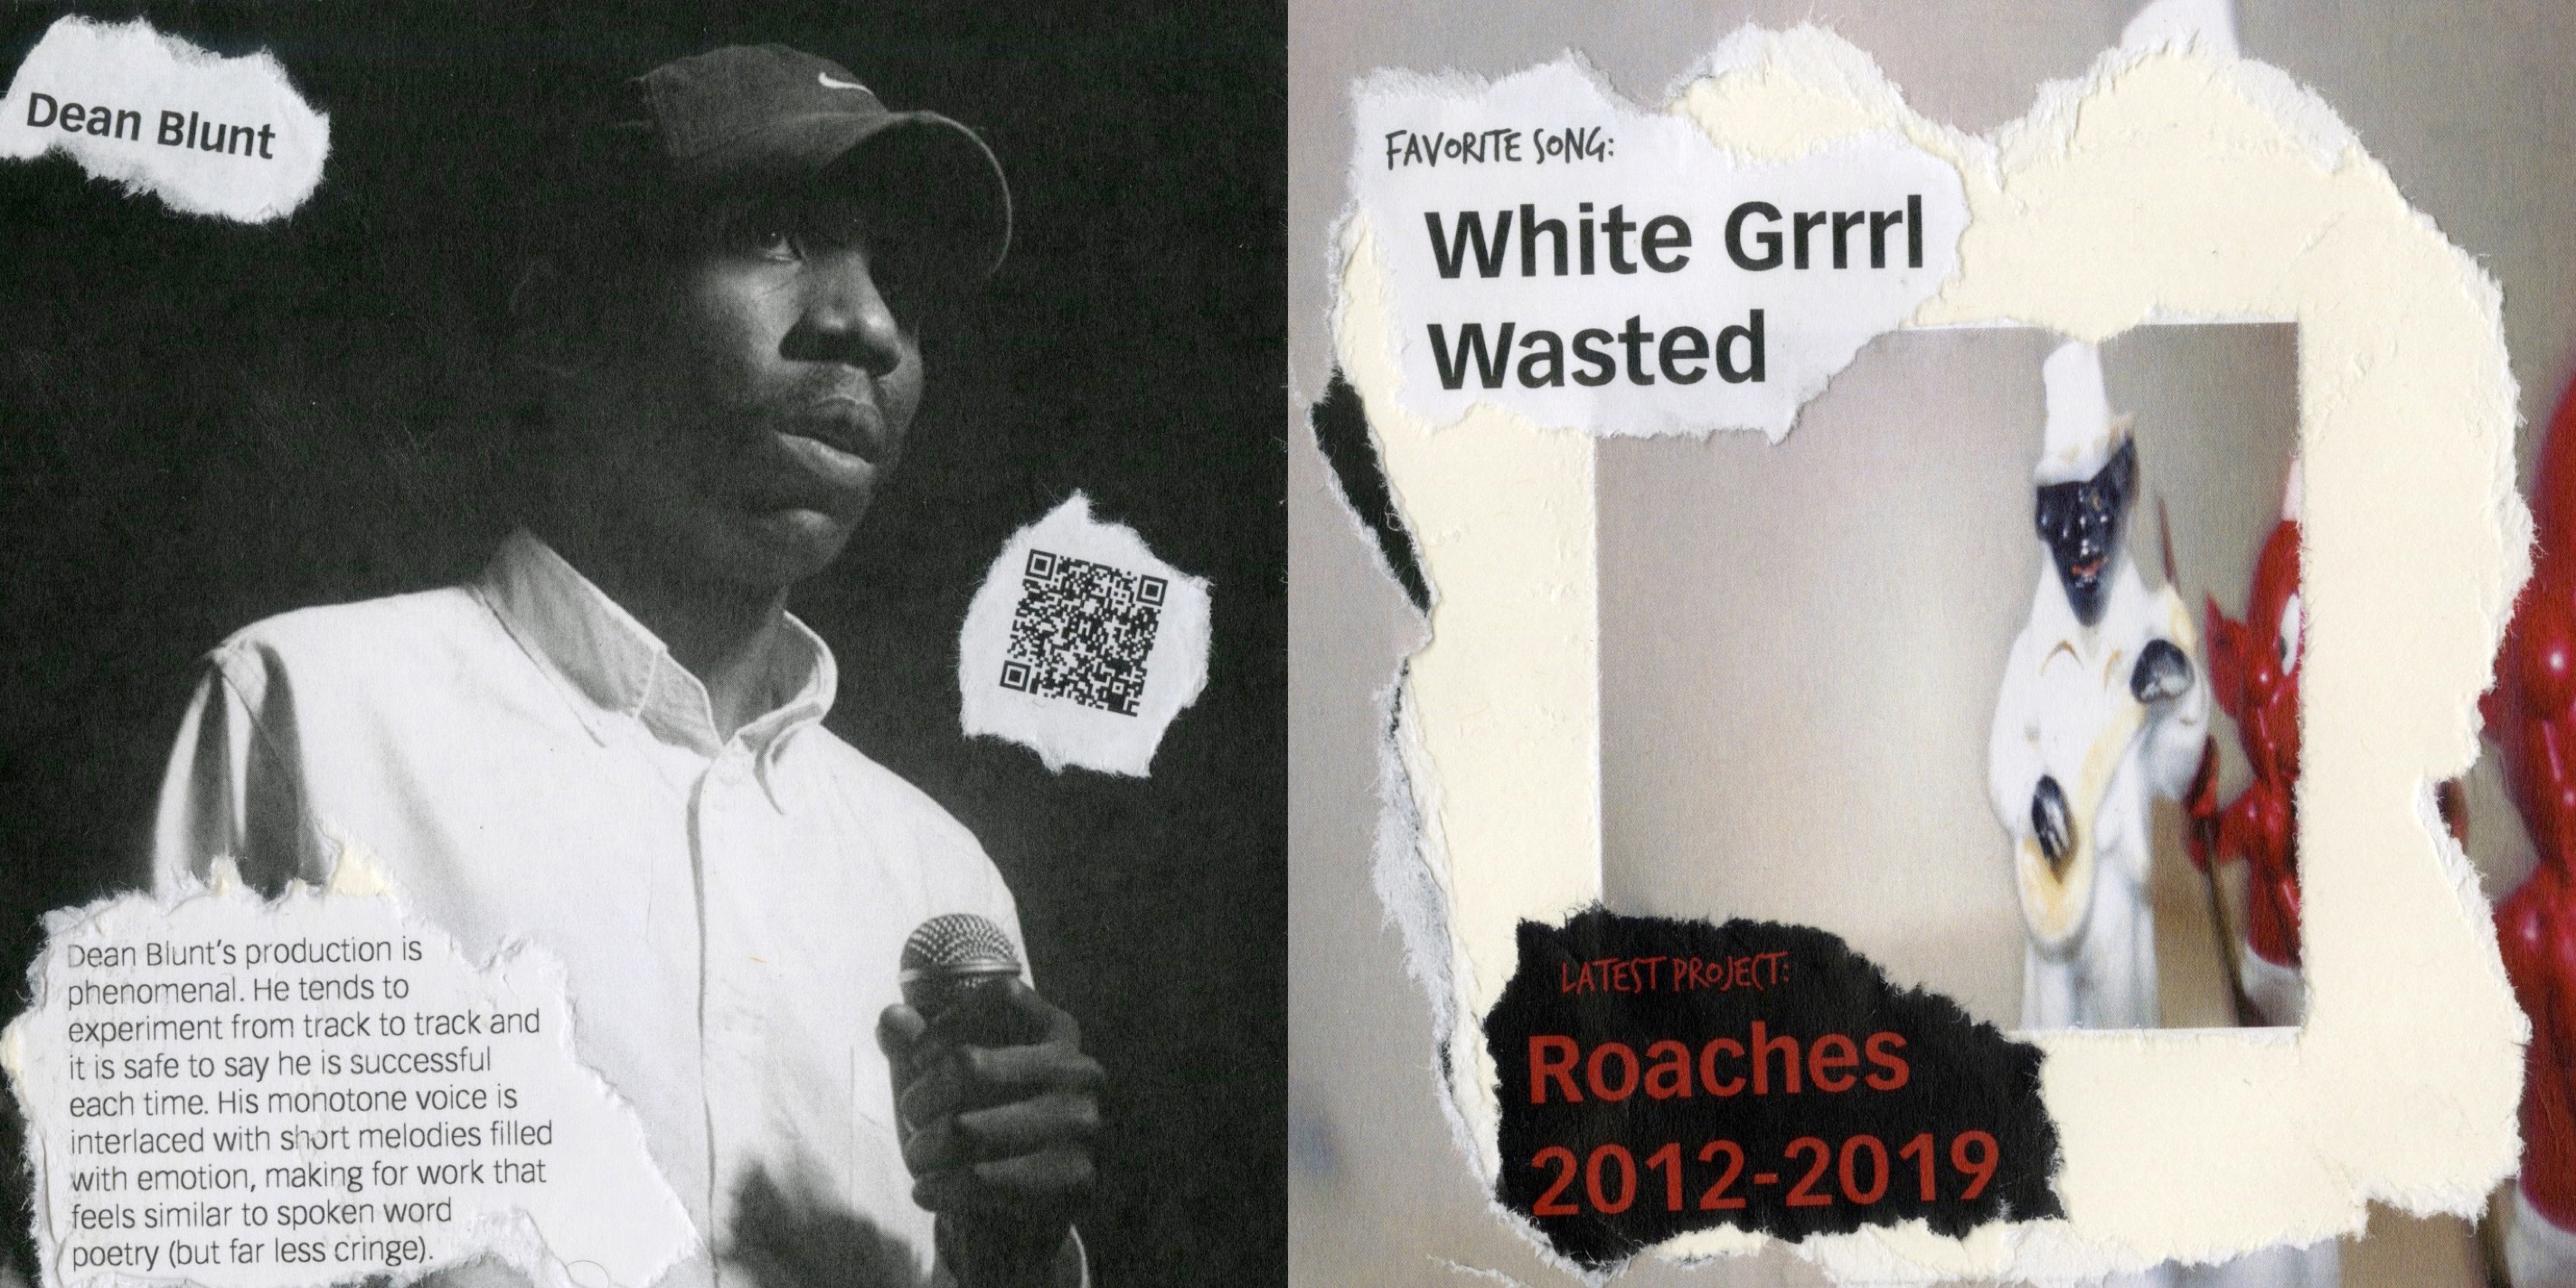 Dean Blunt
Dean Blunt's production is
phenomenal. He tends to
experiment from track to track and
it is safe to say he is successful
each time. His monotone voice is
interlaced with short melodies filled
with emotion, making for work that
feels similar to spoken word
poetry (but far less cringe).
FAVORITE SONG:
White Grrrl
Wasted
LATEST PROJECT:
Roaches
2012-2019